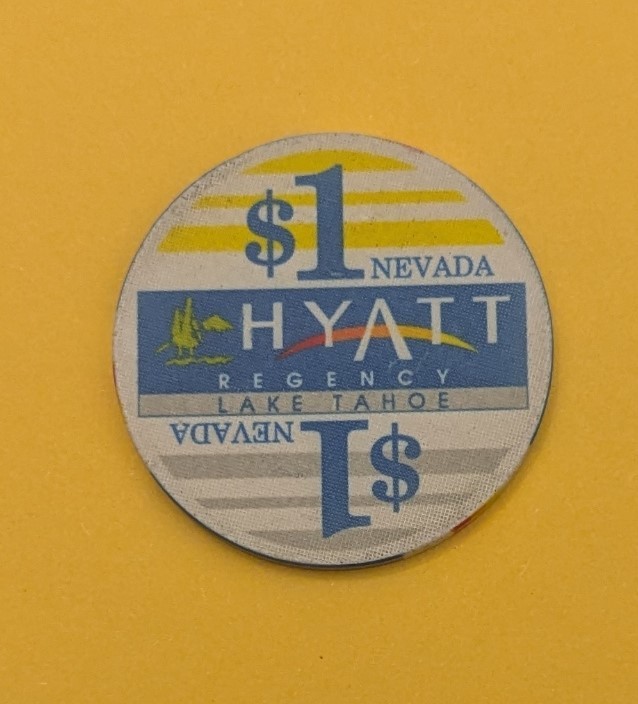 $1
NEVADA
HYATT
REGENCY
LAKE TAHOE
NEVADA
$1